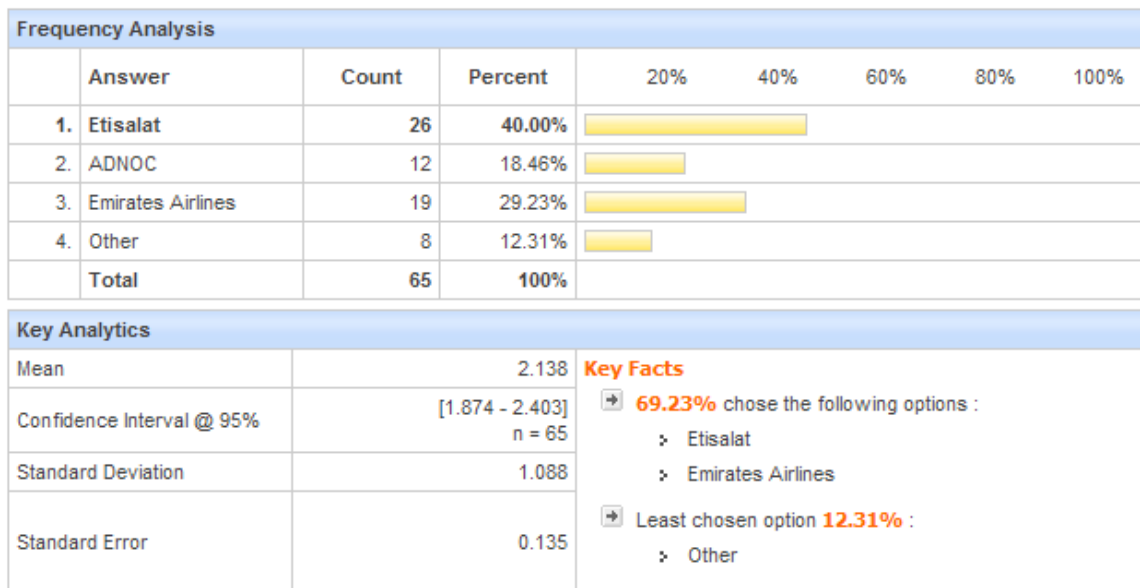 Frequency Analysis
Answer Count Percent 20% 40% 60% 80% 100%
1. Etisalat 26 40.00%
2. ADNOC 12 18.46%
3. Emirates Airlines 19 29.23%
4. Other 8 12.31%
Total 65 100%
Key Analytics
Mean 2.138
Confidence Interval @ 95% [1.874 - 2.403]
n = 65
Standard Deviation 1.088
Standard Error 0.135
Key Facts
69.23% chose the following options :
Etisalat
Emirates Airlines
Least chosen option 12.31% :
Other